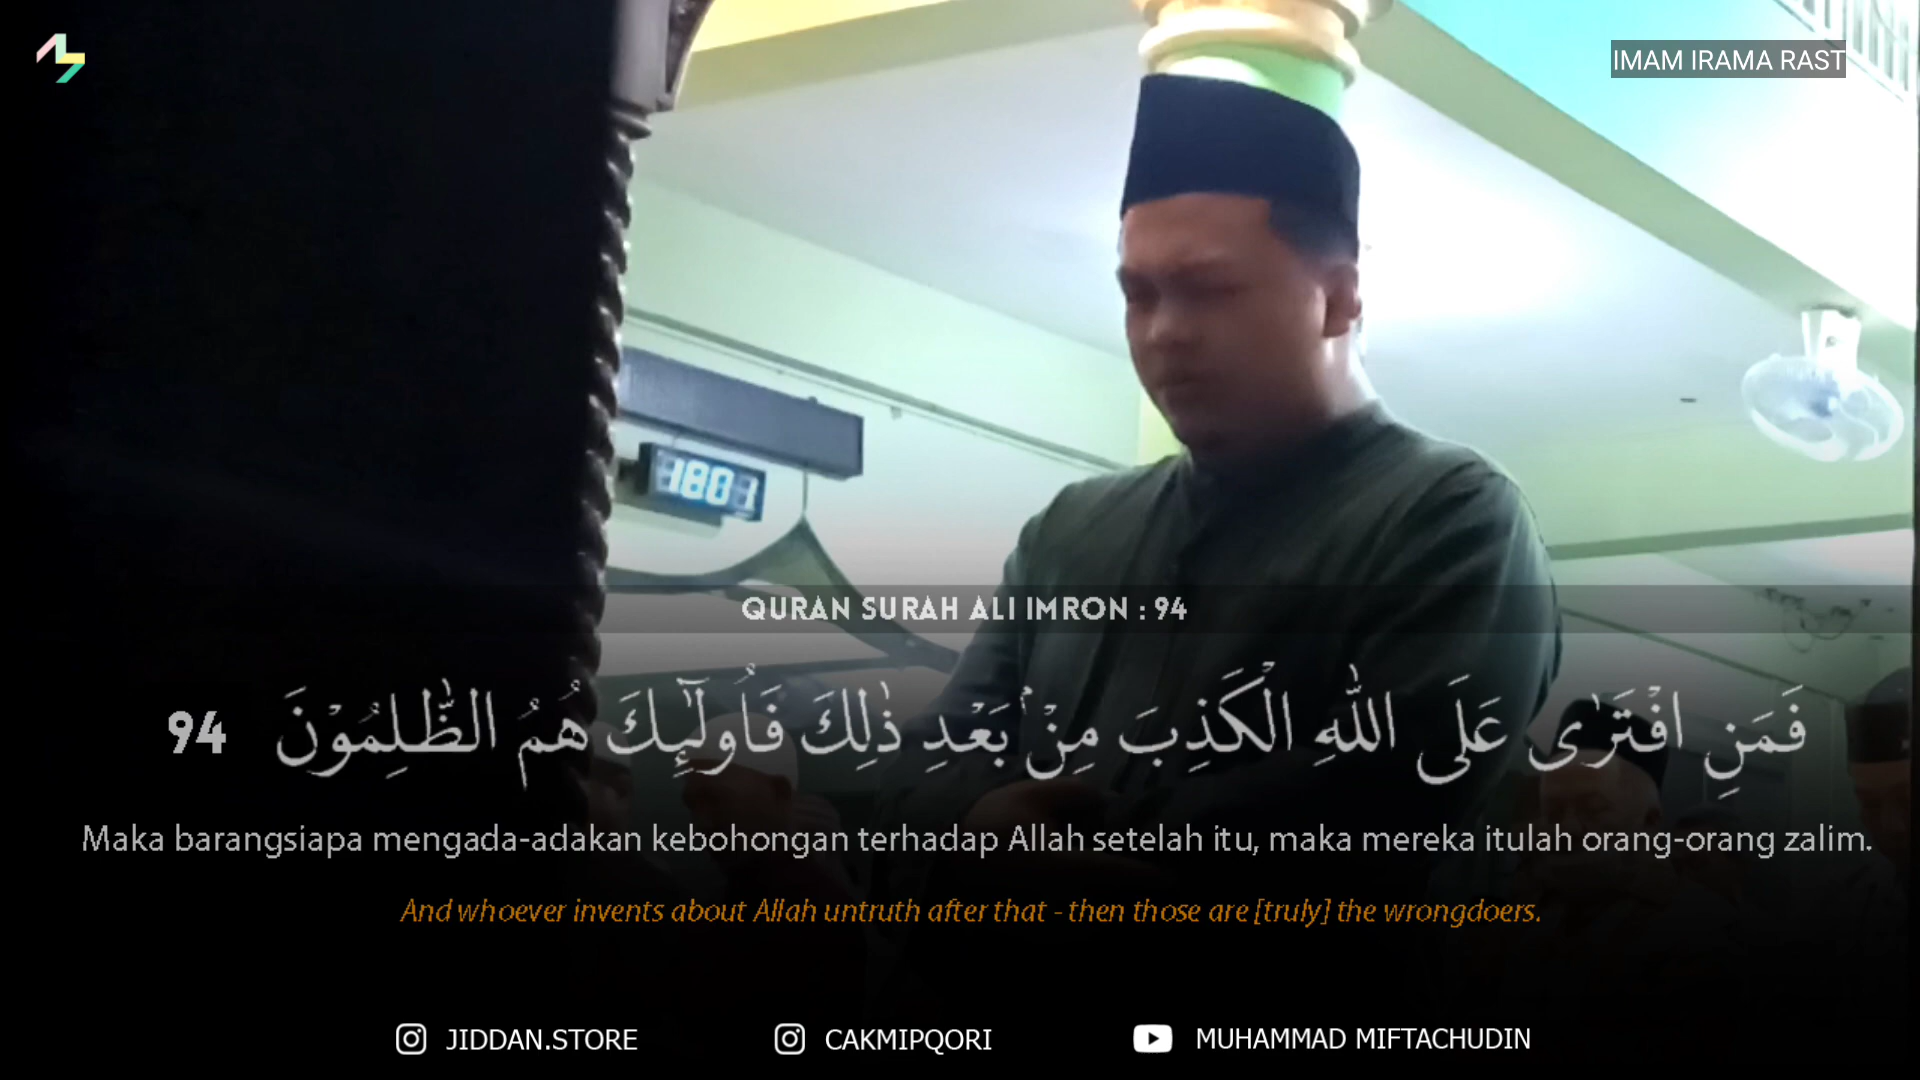 IMAM IRAMA RAST
1801
QURAN SURAH ALI IMRON : 94
فَمَنِ افْتَرٰى عَلَى اللّٰهِ الْكَذِبَ مِنْۢ بَعْدِ ذٰلِكَ فَاُولٰۤىِٕكَ هُمُ الظّٰلِمُوْنَ 94
Maka barangsiapa mengada-adakan kebohongan terhadap Allah setelah itu, maka mereka itulah orang-orang zalim.
And whoever invents about Allah untruth after that - then those are [truly] the wrongdoers.
JIDDAN.STORE CAKMIPQORI MUHAMMAD MIFTACHUDIN